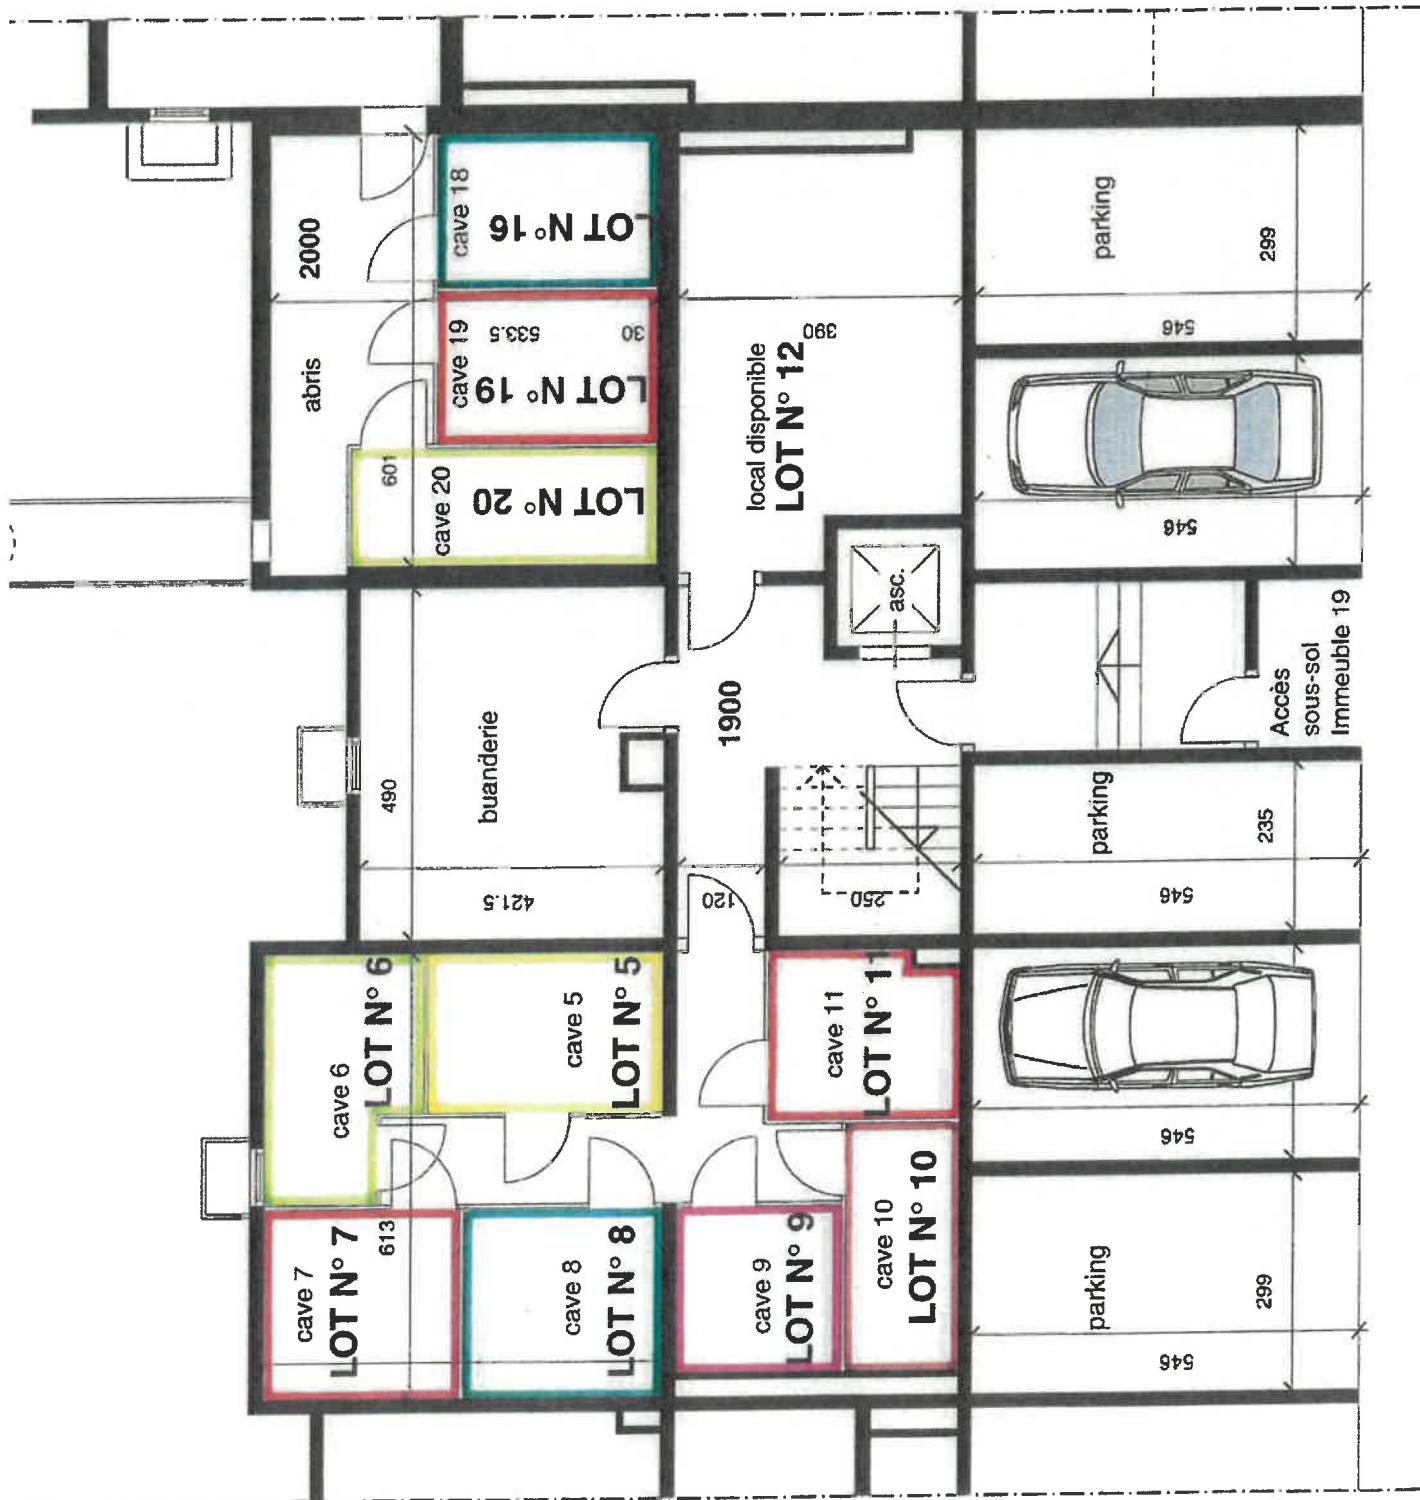 cave 7
LOT N° 7
613
cave 8
LOT N° 8
cave 9
LOT N° 9
cave 10
LOT N° 10
cave 6
LOT N° 6
cave 5
LOT N° 5
cave 11
LOT N° 11
490
buanderie
421.5
120
250
1900
asc.
Accès
sous-sol
Immeuble 19
abris
2000
601
cave 20
LOT N° 20
cave 19
533.5
30
LOT N° 19
cave 18
LOT N° 16
local disponible
LOT N° 12
390
parking
299
546
546
parking
235
546
546
parking
299
546